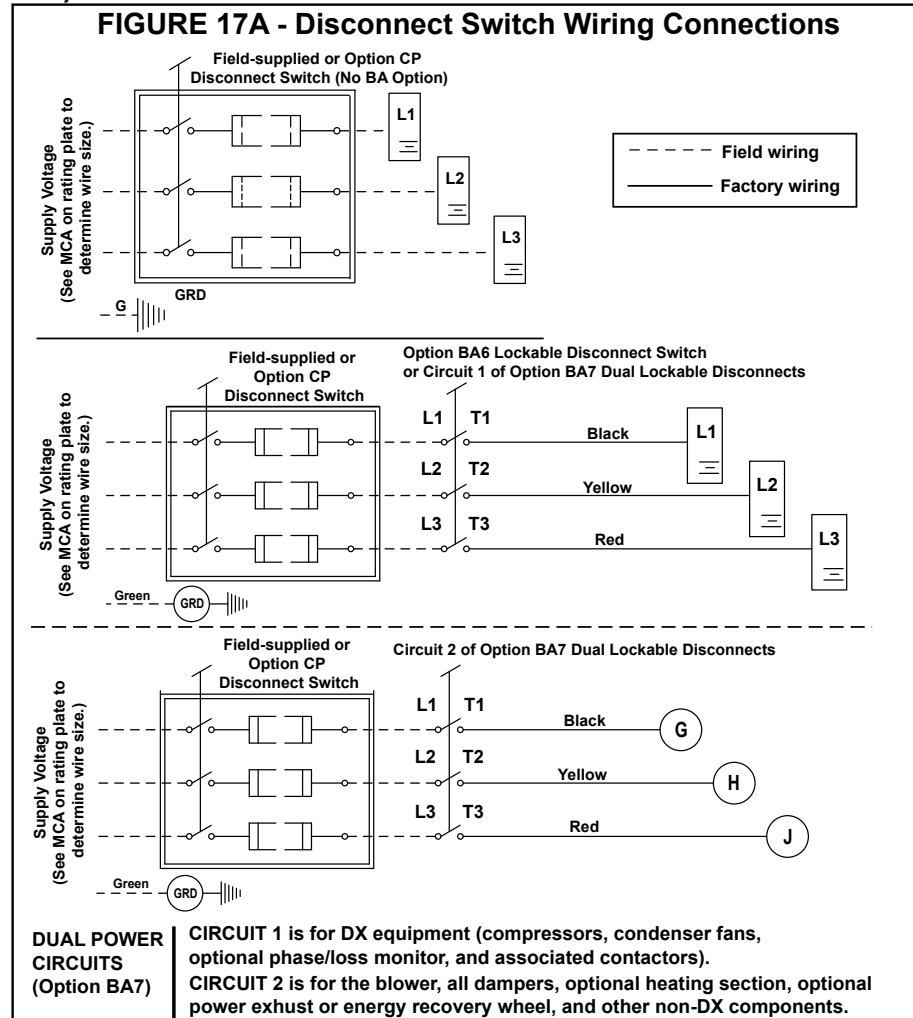 FIGURE 17A - Disconnect Switch Wiring Connections
Field-supplied or Option CP
Disconnect Switch (No BA Option)
Supply Voltage
(See MCA on rating plate to
determine wire size.)
L1
L2
L3
Field wiring
Factory wiring
GRD
G
Field-supplied or
Option CP
Disconnect Switch
Option BA6 Lockable Disconnect Switch
or Circuit 1 of Option BA7 Dual Lockable Disconnects
Supply Voltage
(See MCA on rating plate to
determine wire size.)
L1 T1
Black
L1
L2 T2
Yellow
L2
L3 T3
Red
L3
Green
GRD
Field-supplied or
Option CP
Disconnect Switch
Circuit 2 of Option BA7 Dual Lockable Disconnects
Supply Voltage
(See MCA on rating plate to
determine wire size.)
L1 T1
Black
G
L2 T2
Yellow
H
L3 T3
Red
J
Green
GRD
DUAL POWER
CIRCUITS
(Option BA7)
CIRCUIT 1 is for DX equipment (compressors, condenser fans,
optional phase/loss monitor, and associated contactors).
CIRCUIT 2 is for the blower, all dampers, optional heating section, optional
power exhust or energy recovery wheel, and other non-DX components.